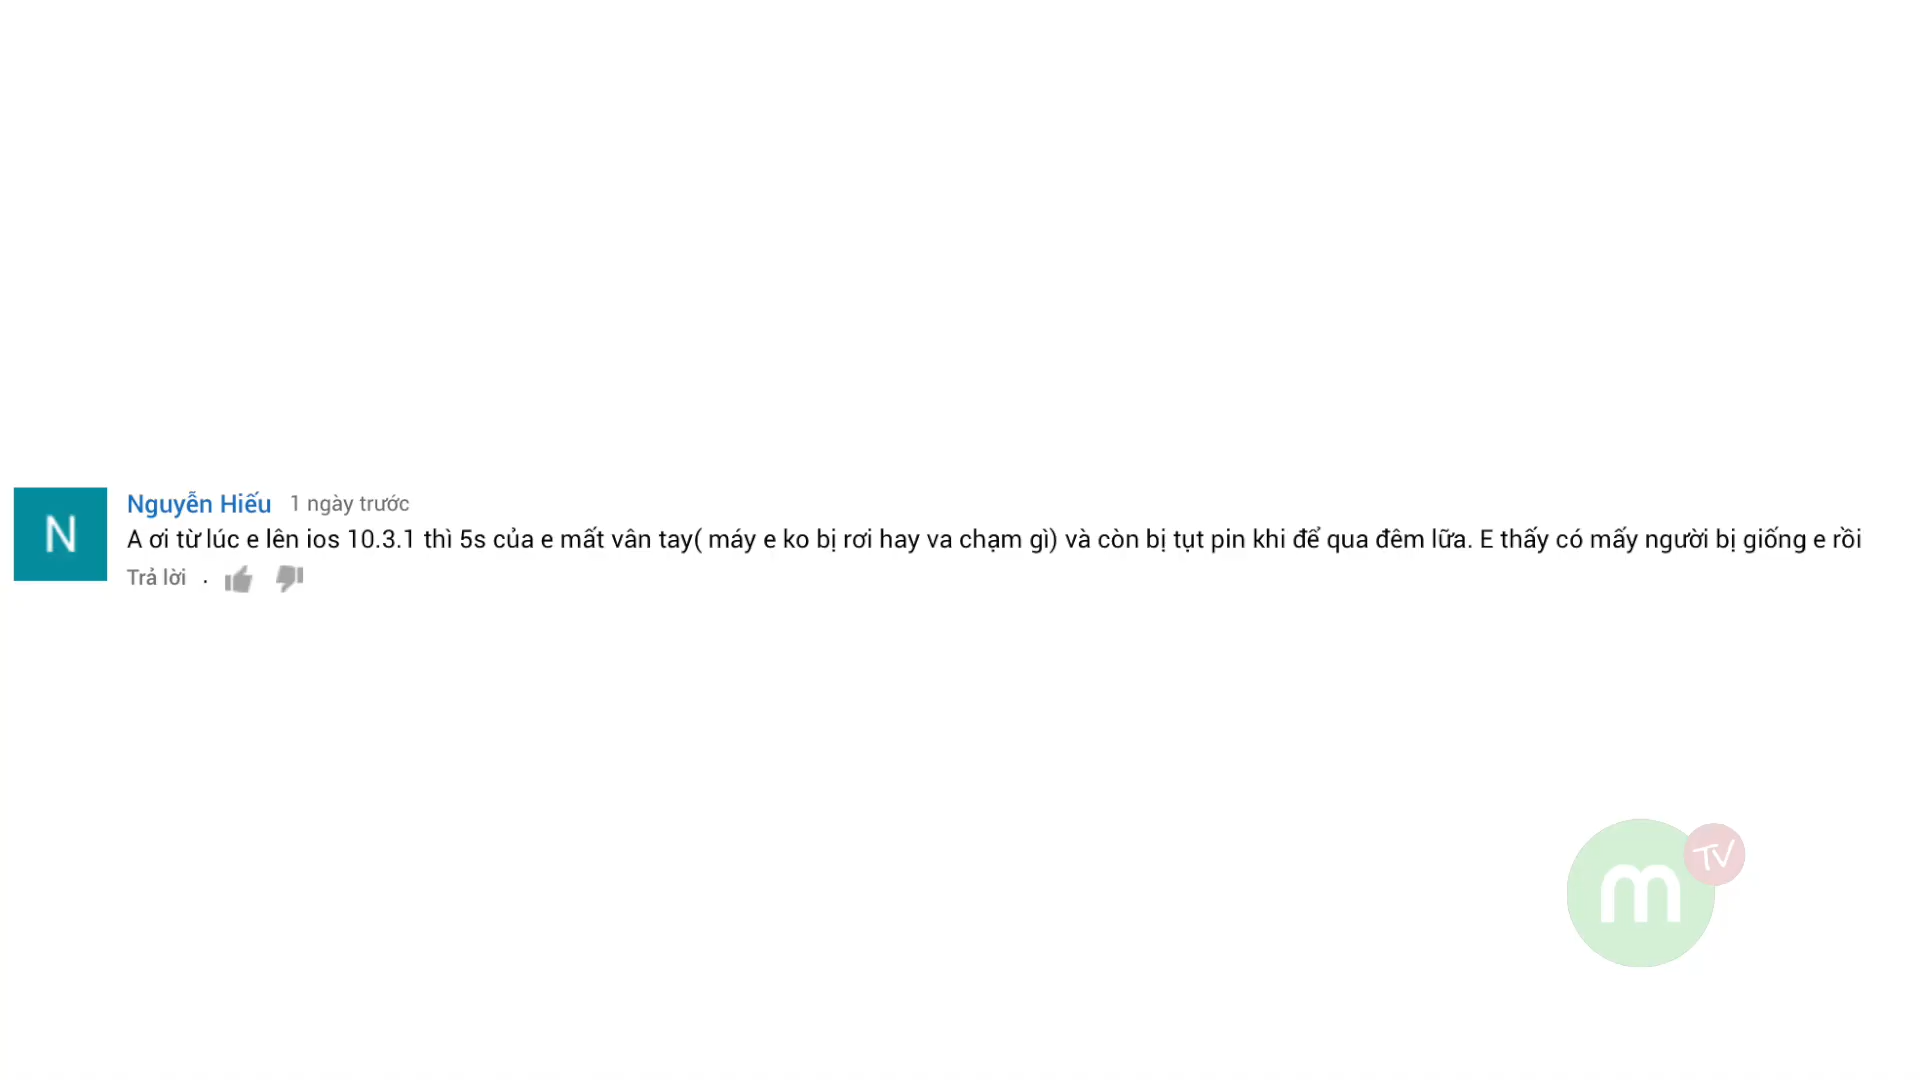 N
Nguyễn Hiếu 1 ngày trước
A ơi từ lúc e lên ios 10.3.1 thì 5s của e mất vân tay( máy e ko bị rơi hay va chạm gì) và còn bị tụt pin khi để qua đêm lữa. E thấy có mấy người bị giống e rồi
Trả lời .
m TV